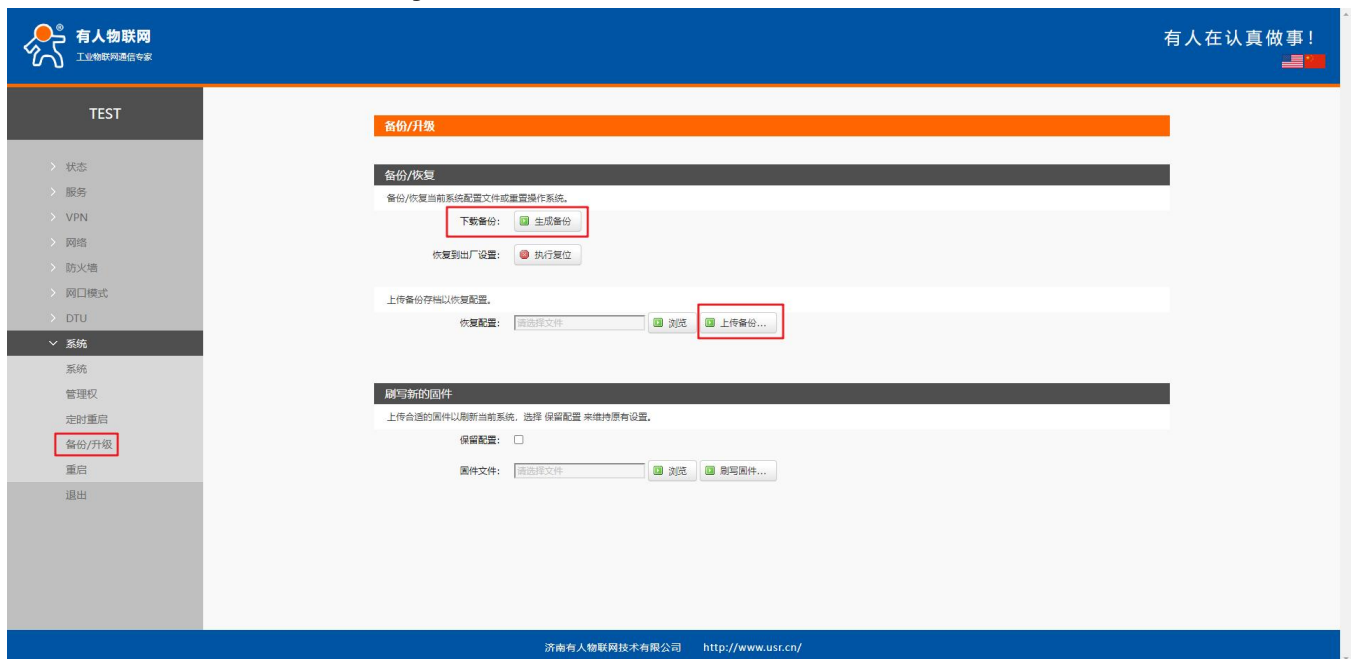 有人物联网
®
工业物联网通信专家
有人在认真做事!
TEST
状态
服务
VPN
网络
防火墙
网口模式
DTU
系统
系统
管理权
定时重启
备份/升级
重启
退出
备份/升级
备份/恢复
备份/恢复当前系统配置文件或重置操作系统。
下载备份: 生成备份
恢复到出厂设置: 执行复位
上传备份存档以恢复配置。
恢复配置: 请选择文件 浏览 上传备份...
刷写新的固件
上传合适的固件以刷新当前系统, 选择 保留配置 来维持原有设置。
保留配置:
固件文件: 请选择文件 浏览 刷写固件...
济南有人物联网技术有限公司 http://www.usr.cn/